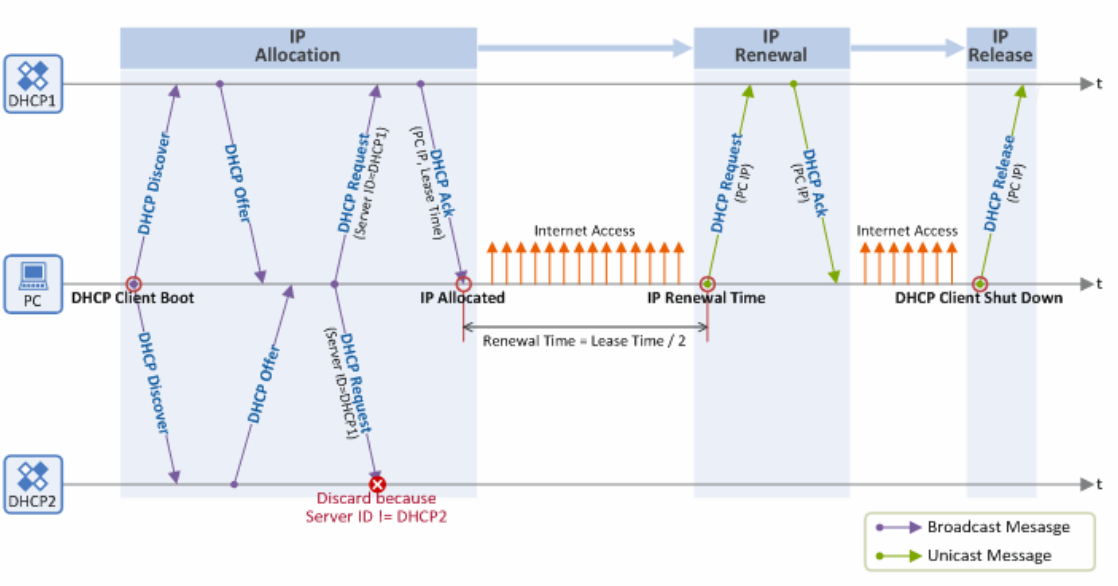 IP
Allocation
IP
Renewal
IP
Release
DHCP1
t
DHCP Discover
DHCP Offer
DHCP Request
(Server ID=DHCP1)
DHCP Ack
(PC IP, Lease Time)
DHCP Request
(PC IP)
DHCP Ack
(PC IP)
DHCP Release
(PC IP)
Internet Access
Internet Access
PC
t
DHCP Client Boot
IP Allocated
IP Renewal Time
DHCP Client Shut Down
Renewal Time = Lease Time / 2
DHCP Discover
DHCP Offer
DHCP Request
(Server ID=DHCP1)
DHCP2
t
Discard because
Server ID != DHCP2
Broadcast Mesasge
Unicast Message